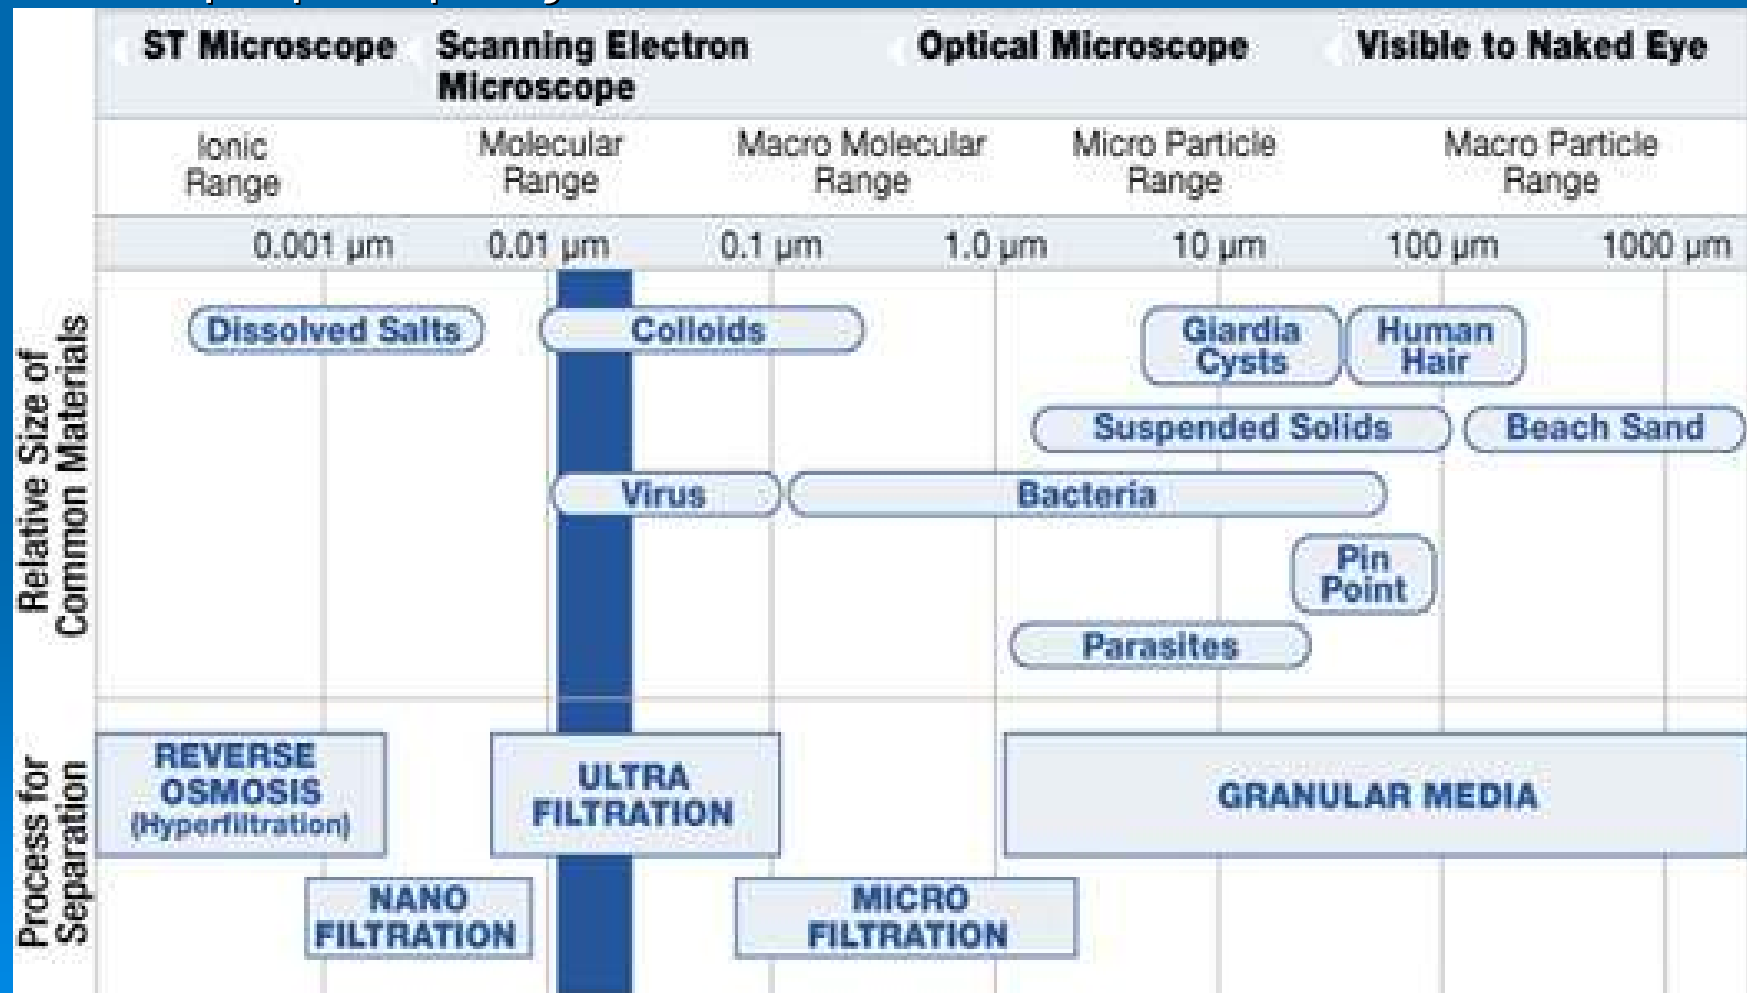 ST Microscope
Scanning Electron
Microscope
Optical Microscope
Visible to Naked Eye
Ionic
Range
Molecular
Range
Macro Molecular
Range
Micro Particle
Range
Macro Particle
Range
0.001 µm
0.01 µm
0.1 µm
1.0 µm
10 µm
100 µm
1000 µm
Relative Size of
Common Materials
Dissolved Salts
Colloids
Giardia
Cysts
Human
Hair
Suspended Solids
Beach Sand
Virus
Bacteria
Pin
Point
Parasites
Process for
Separation
REVERSE
OSMOSIS
(Hyperfiltration)
ULTRA
FILTRATION
GRANULAR MEDIA
NANO
FILTRATION
MICRO
FILTRATION